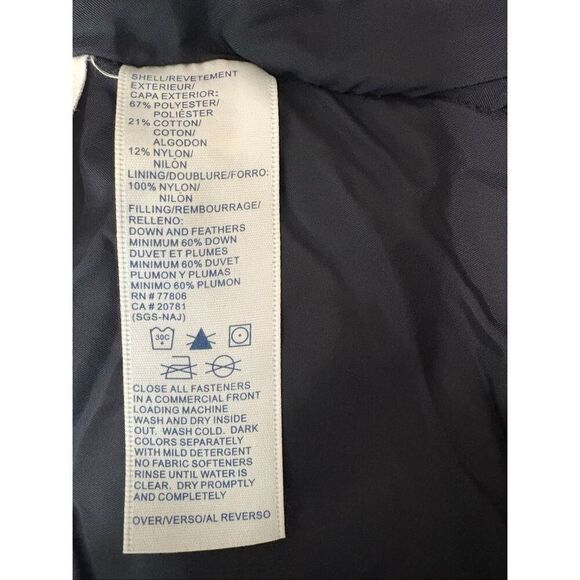 SHELL/REVETEMENT
EXTERIEUR/
CAPA EXTERIOR:
67% POLYESTER/
POLIÉSTER
21% COTTON/
COTON/
ALGODON
12% NYLON/
NILÓN
LINING/DOUBLURE/FORRO:
100% NYLON/
NILÓN
FILLING/REMBOURRAGE/
RELLENO:
DOWN AND FEATHERS
MINIMUM 60% DOWN
DUVET ET PLUMES
MINIMUM 60% DUVET
PLUMON Y PLUMAS
MINIMO 60% PLUMON
RN # 77806
CA # 20781
(SGS-NAJ)
30C
CLOSE ALL FASTENERS
IN A COMMERCIAL FRONT
LOADING MACHINE
WASH AND DRY INSIDE
OUT. WASH COLD. DARK
COLORS SEPARATELY
WITH MILD DETERGENT
NO FABRIC SOFTENERS
RINSE UNTIL WATER IS
CLEAR. DRY PROMPTLY
AND COMPLETELY
OVER/VERSO/AL REVERSO